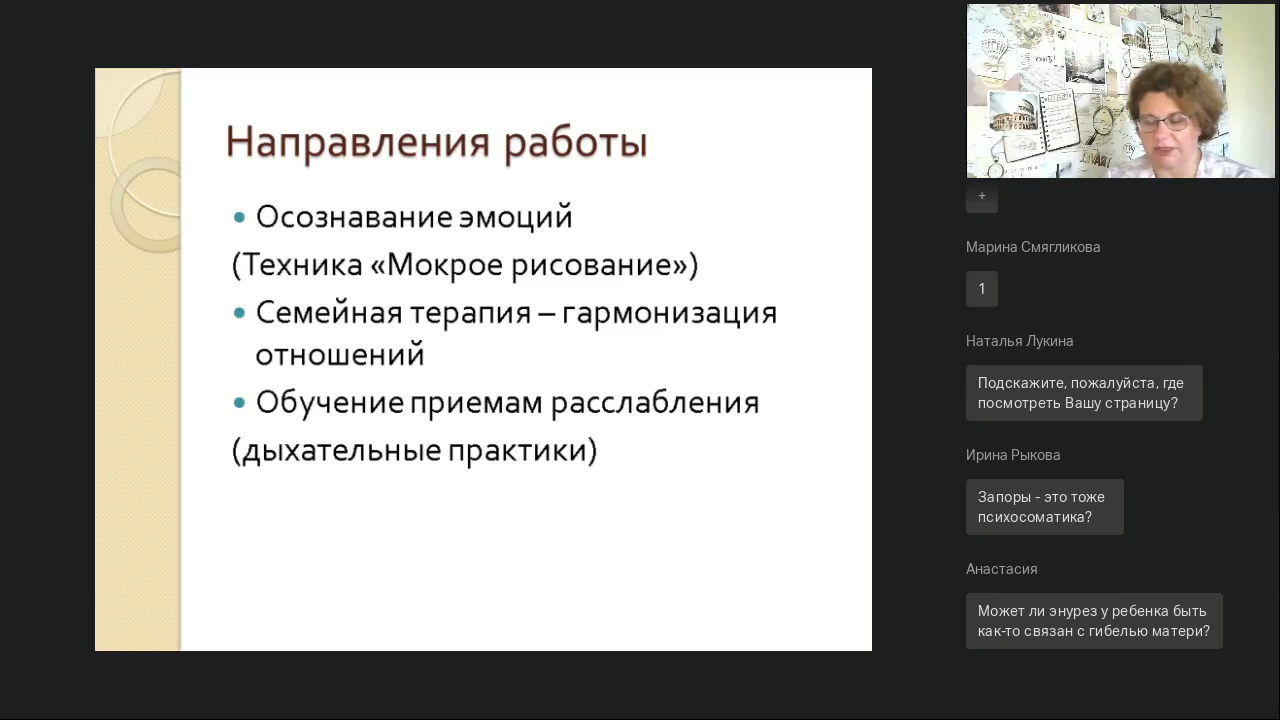 Направления работы
• Осознавание эмоций
(Техника «Мокрое рисование»)
• Семейная терапия – гармонизация
отношений
• Обучение приемам расслабления
(дыхательные практики)
+
Марина Смягликова
1
Наталья Лукина
Подскажите, пожалуйста, где
посмотреть Вашу страницу?
Ирина Рыкова
Запоры - это тоже
психосоматика?
Анастасия
Может ли энурез у ребенка быть
как-то связан с гибелью матери?